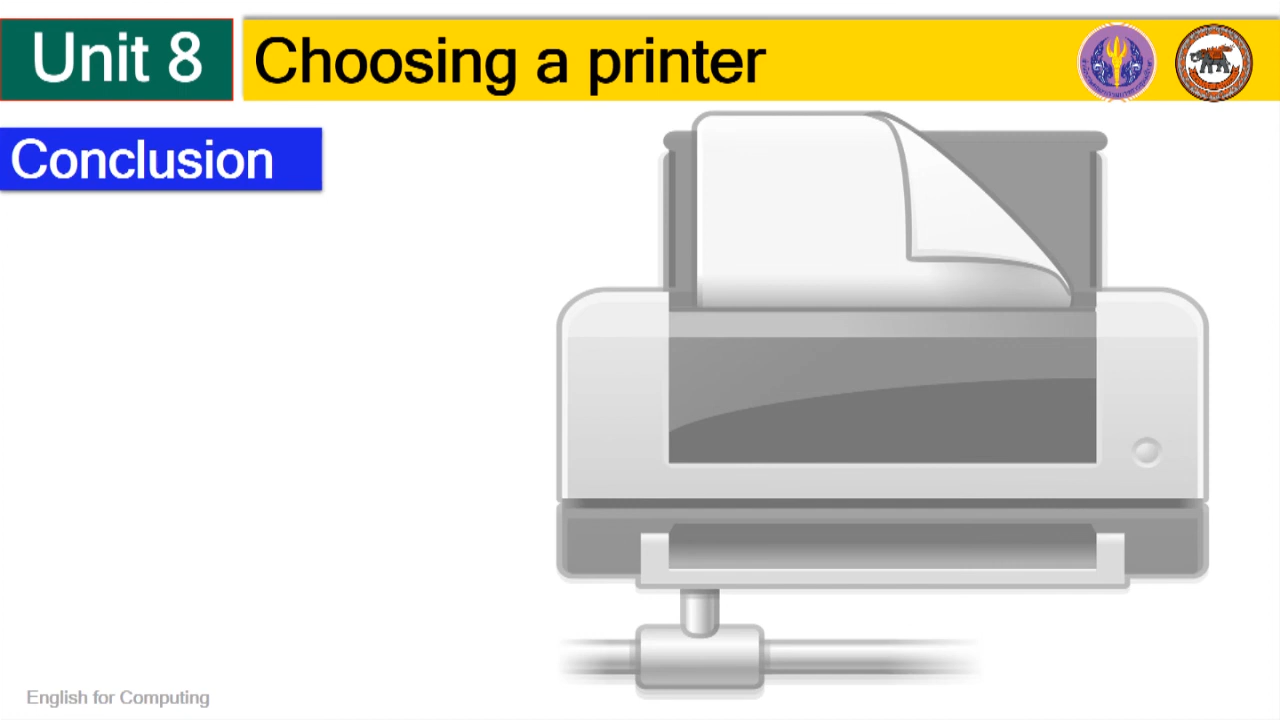 Unit 8
Choosing a printer
Conclusion
English for Computing